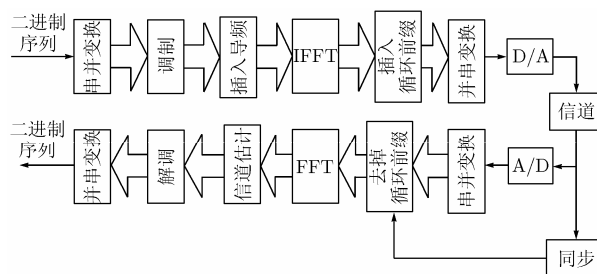 二进制
序列
串并变换
调制
插入导频
IFFT
插入
循环前缀
并串变换
D/A
信道
二进制
序列
并串变换
解调
信道估计
FFT
去掉
循环前缀
串并变换
A/D
同步